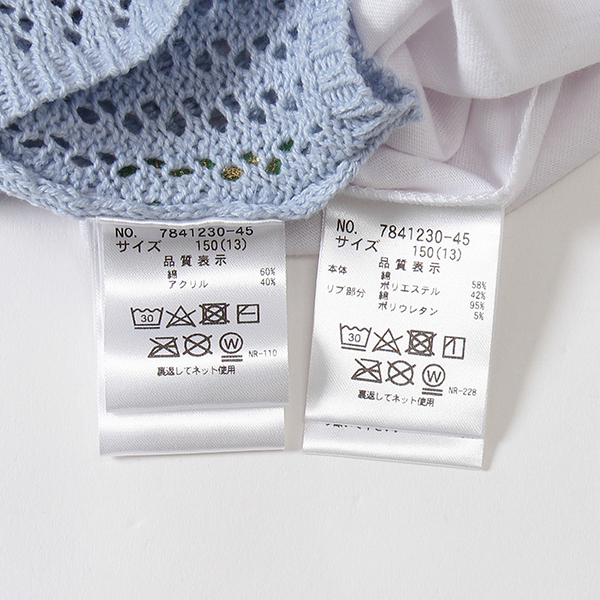 NO. 7841230-45
サイズ 150(13)
品質表示
綿 60%
アクリル 40%
30
W
NR-110
裏返してネット使用
NO. 7841230-45
サイズ 150(13)
品質表示
本体 ポリエステル 58%
綿 42%
リブ部分 綿 95%
ポリウレタン 5%
30
W
NR-228
裏返してネット使用